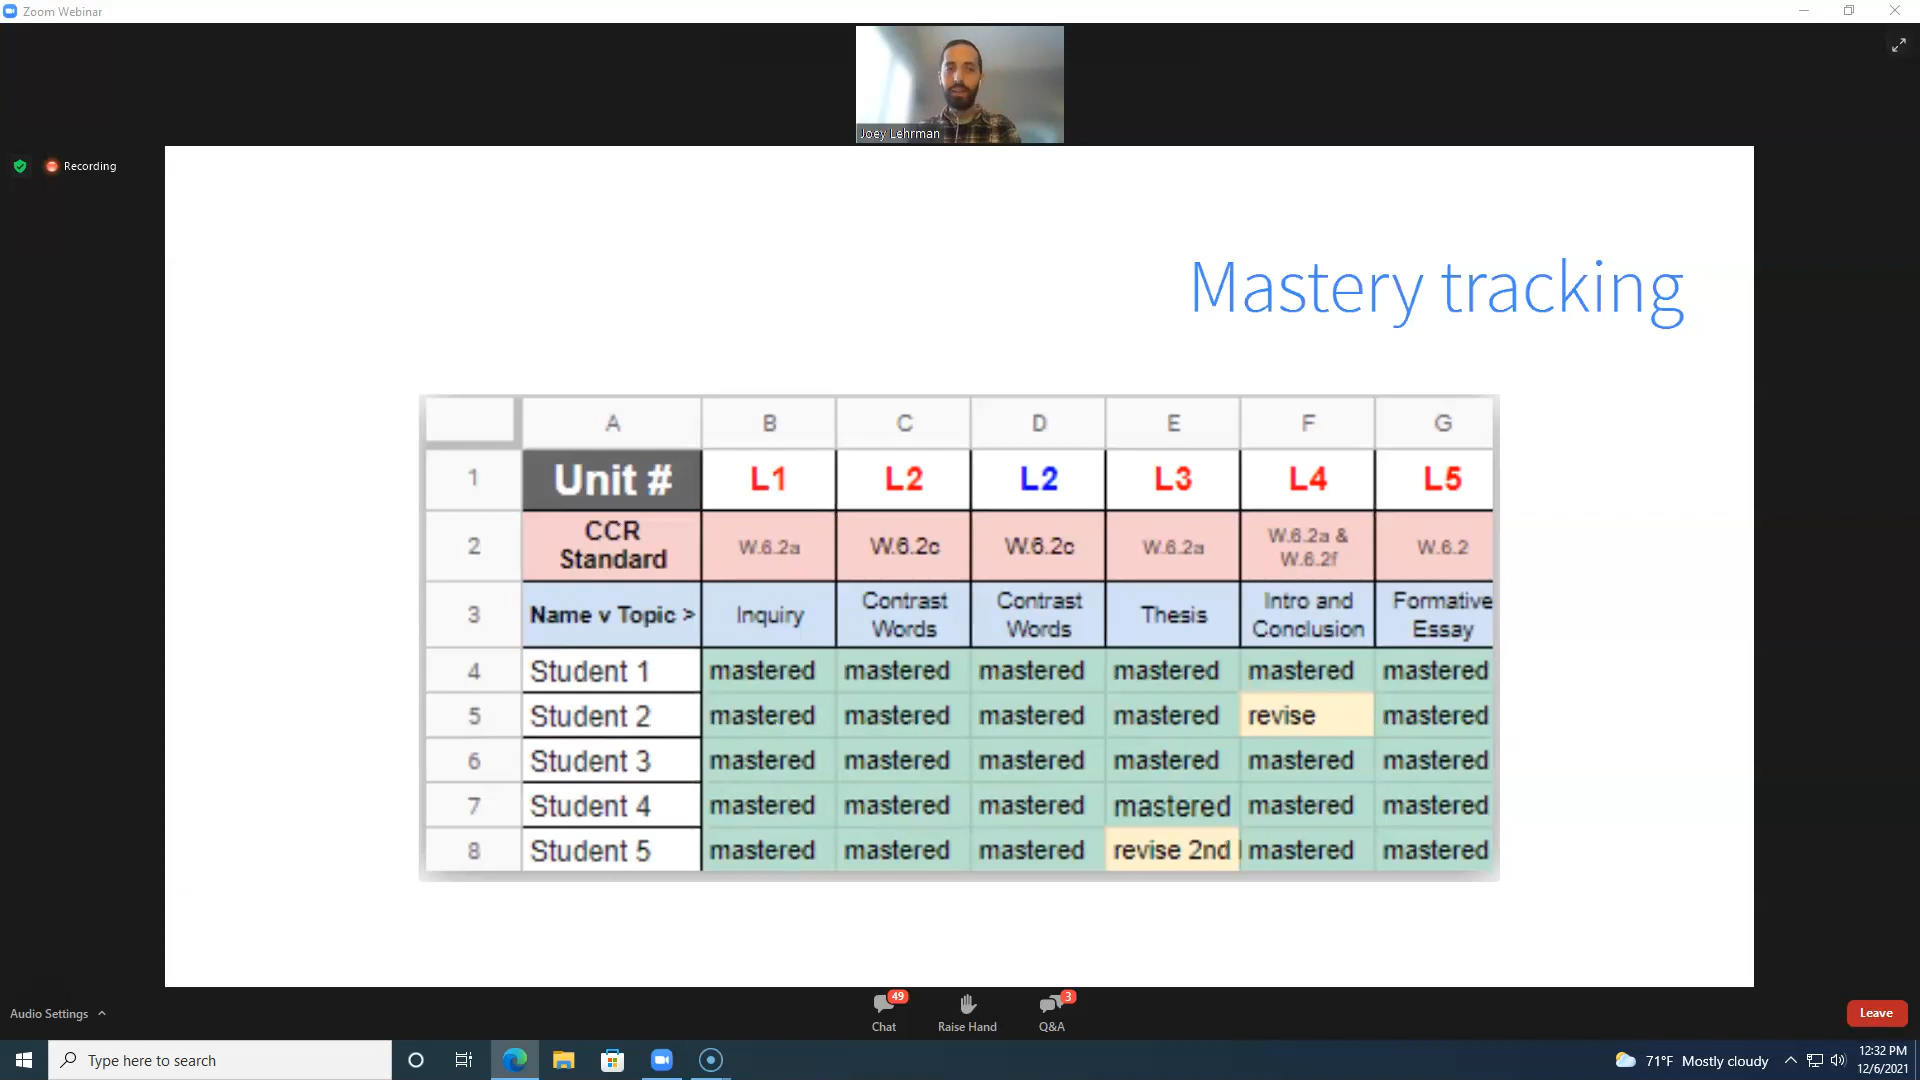 Zoom Webinar
Joey Lehrman
Recording
Mastery tracking
A B C D E F G
1 Unit # L1 L2 L2 L3 L4 L5
2 CCR Standard W.6.2a W.6.2c W.6.2c W.6.2a W.6.2a & W.6.2f W.6.2
3 Name v Topic > Inquiry Contrast Words Contrast Words Thesis Intro and Conclusion Formative Essay
4 Student 1 mastered mastered mastered mastered mastered mastered
5 Student 2 mastered mastered mastered mastered revise mastered
6 Student 3 mastered mastered mastered mastered mastered mastered
7 Student 4 mastered mastered mastered mastered mastered mastered
8 Student 5 mastered mastered mastered revise 2nd mastered mastered
Audio Settings
49
3
Chat Raise Hand Q&A
Leave
Type here to search
71°F Mostly cloudy
12:32 PM
12/6/2021